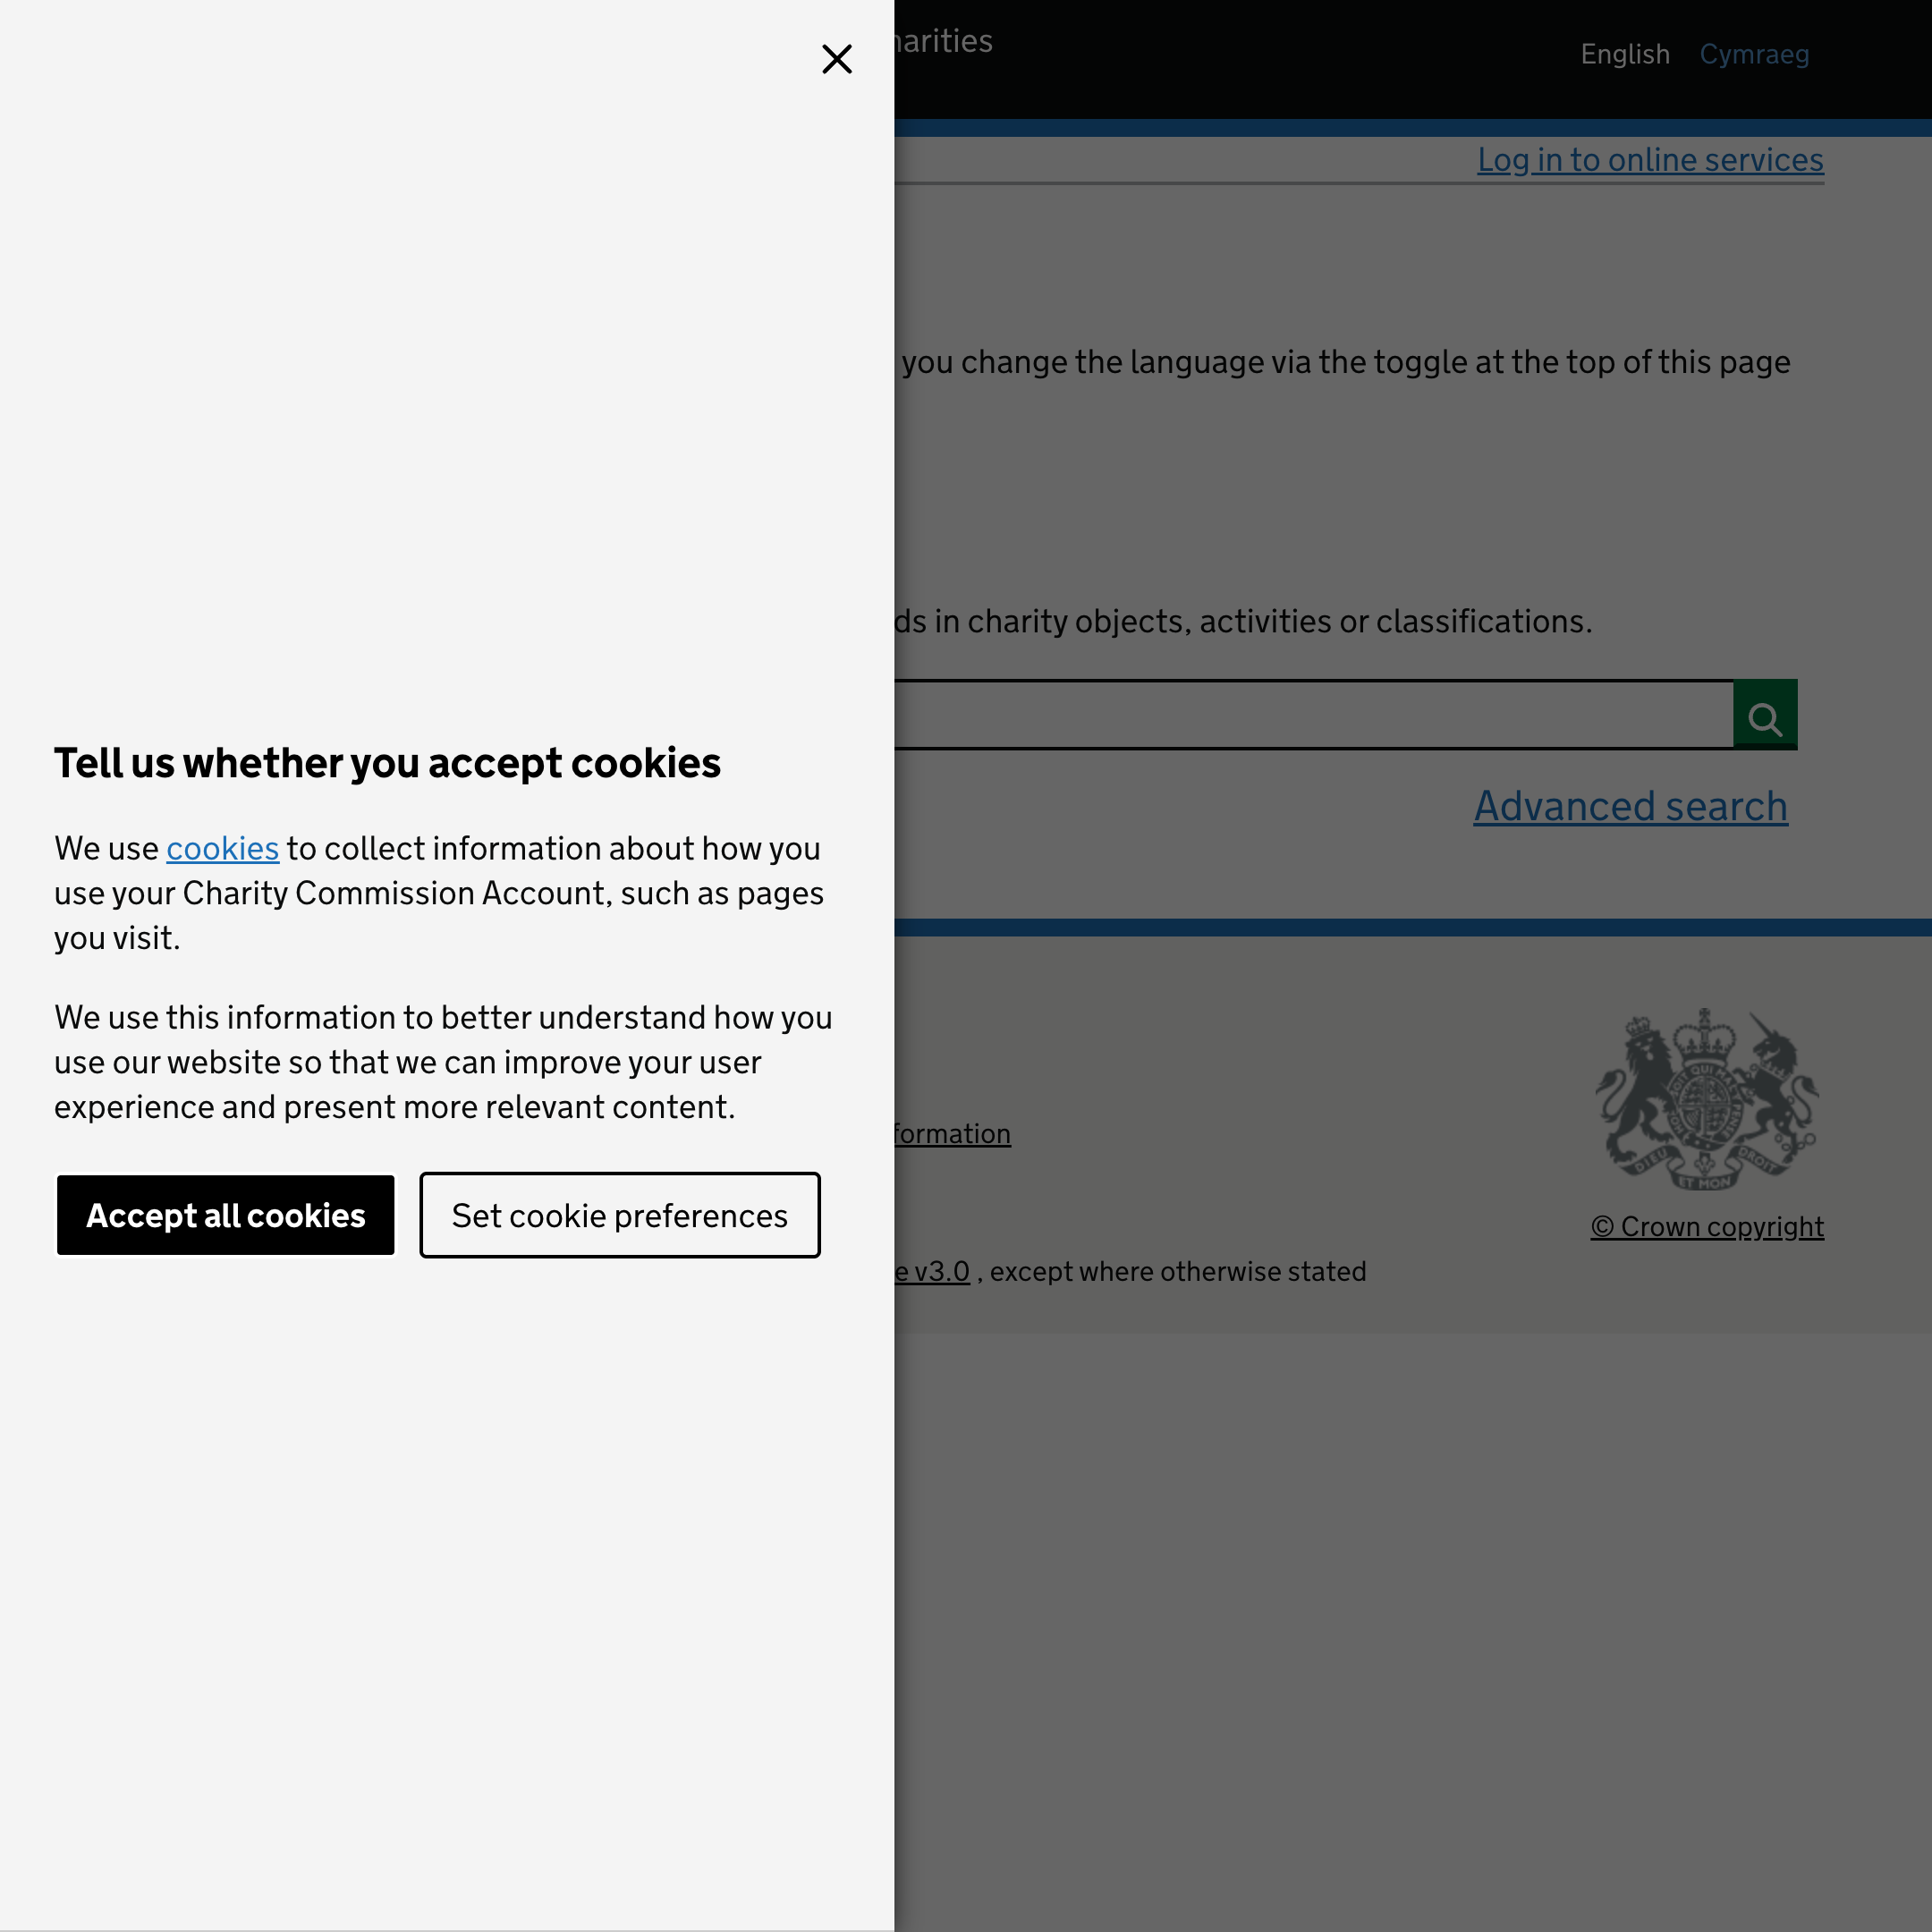 English Cymraeg
Log in to online services
you change the language via the toggle at the top of this page
in charity objects, activities or classifications.
Advanced search
Tell us whether you accept cookies
We use cookies to collect information about how you
use your Charity Commission Account, such as pages
you visit.
We use this information to better understand how you
use our website so that we can improve your user
experience and present more relevant content.
Accept all cookies
Set cookie preferences
DIEU ET MON DROIT
© Crown copyright
v3.0 , except where otherwise stated